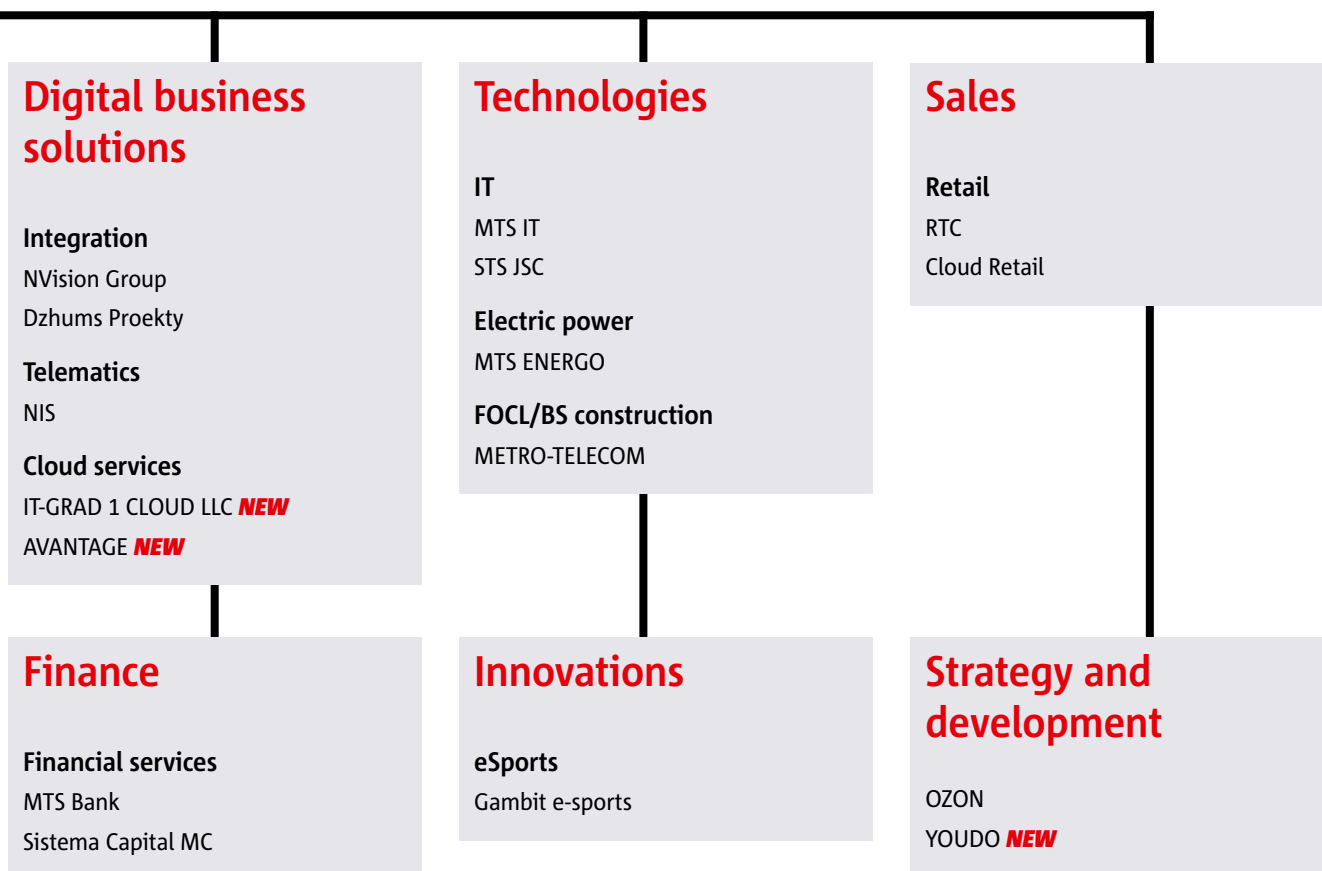 Digital business
solutions
Integration
NVision Group
Dzhums Proekty
Telematics
NIS
Cloud services
IT-GRAD 1 CLOUD LLC NEW
AVANTAGE NEW
Technologies
IT
MTS IT
STS JSC
Electric power
MTS ENERGO
FOCL/BS construction
METRO-TELECOM
Sales
Retail
RTC
Cloud Retail
Finance
Financial services
MTS Bank
Sistema Capital MC
Innovations
eSports
Gambit e-sports
Strategy and
development
OZON
YOUDO NEW